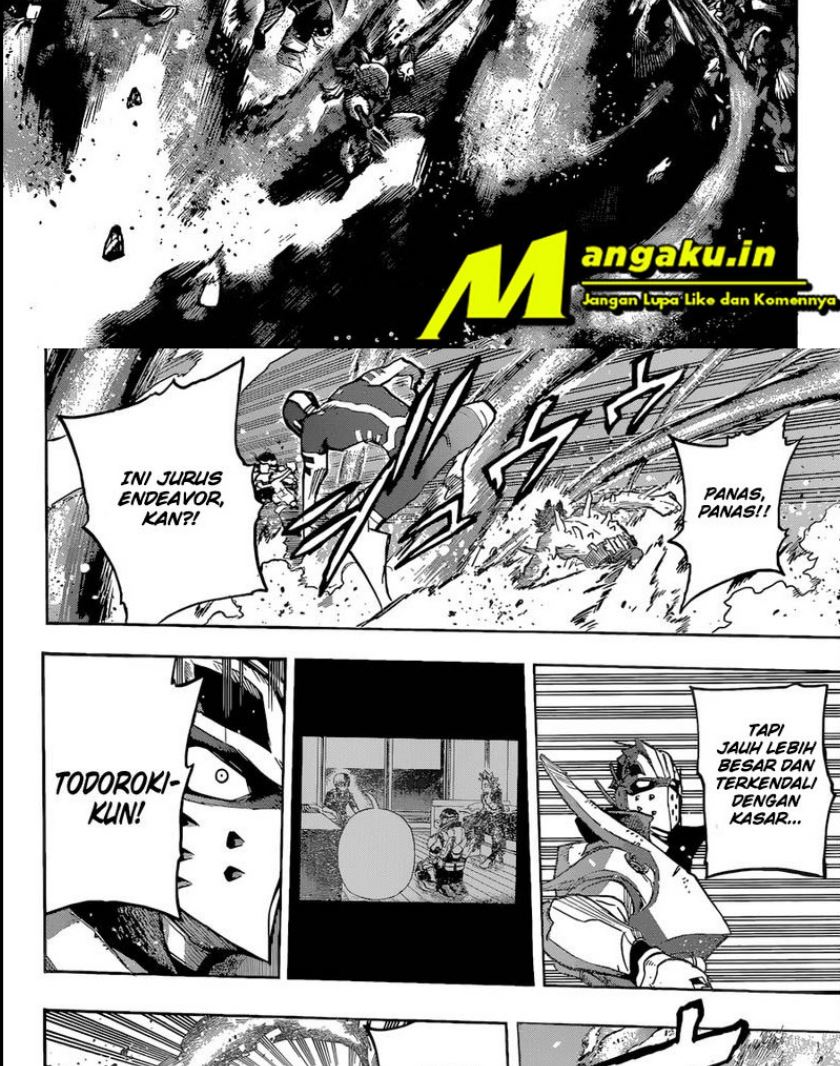 Mangaku.in
Jangan Lupa Like dan Komennya
PANAS,
PANAS!!
INI JURUS
ENDEAVOR,
KAN?!
TAPI
JAUH LEBIH
BESAR DAN
TERKENDALI
DENGAN
KASAR...
TODOROKI-
KUN!